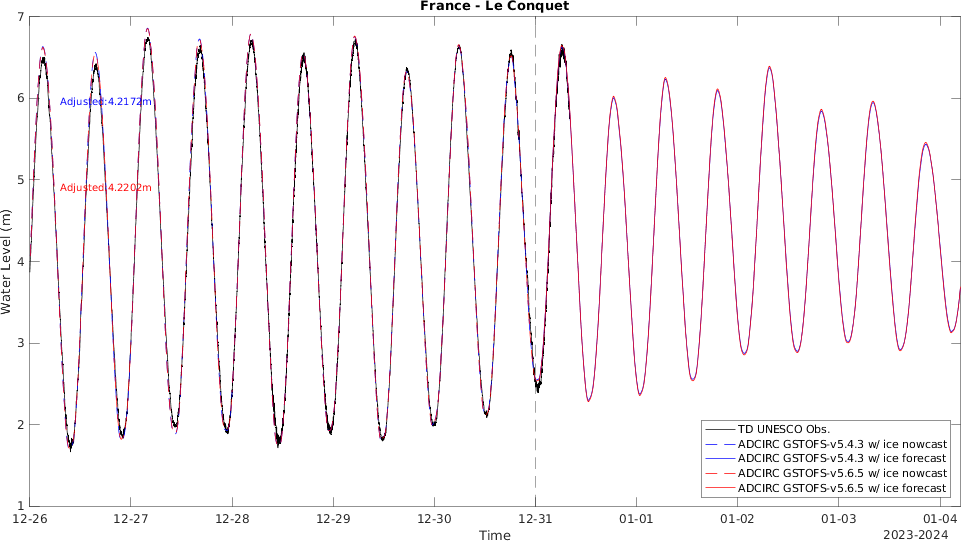 France - Le Conquet
7
6
5
4
3
2
1
Water Level (m)
Adjusted:4.2172m
Adjusted:4.2202m
TD UNESCO Obs.
ADCIRC GSTOFS-v5.4.3 w/ ice nowcast
ADCIRC GSTOFS-v5.4.3 w/ ice forecast
ADCIRC GSTOFS-v5.6.5 w/ ice nowcast
ADCIRC GSTOFS-v5.6.5 w/ ice forecast
12-26 12-27 12-28 12-29 12-30 12-31 01-01 01-02 01-03 01-04
Time
2023-2024